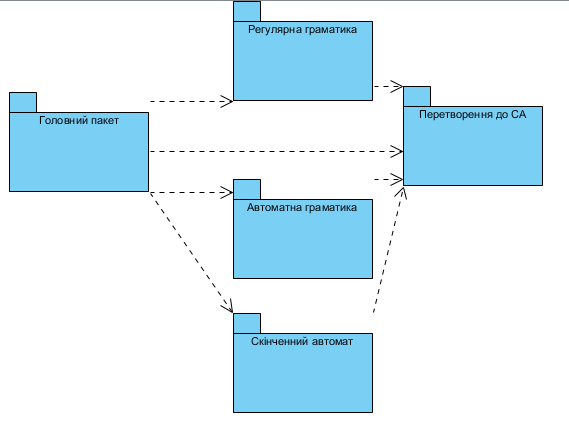 Регулярна граматика
Головний пакет
Перетворення до СА
Автоматна граматика
Скінченний автомат